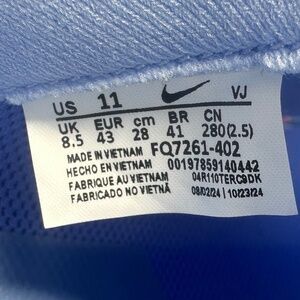 US 11 VJ
UK EUR cm BR CN
8.5 43 28 41 280(2.5)
MADE IN VIETNAM FQ7261-402
HECHO EN VIETNAM 00197859140442
FABRIQUE AU VIETNAM 04R110TERC9DK
FABRICADO NO VIETNÃ 08/02/24 | 10/23/24